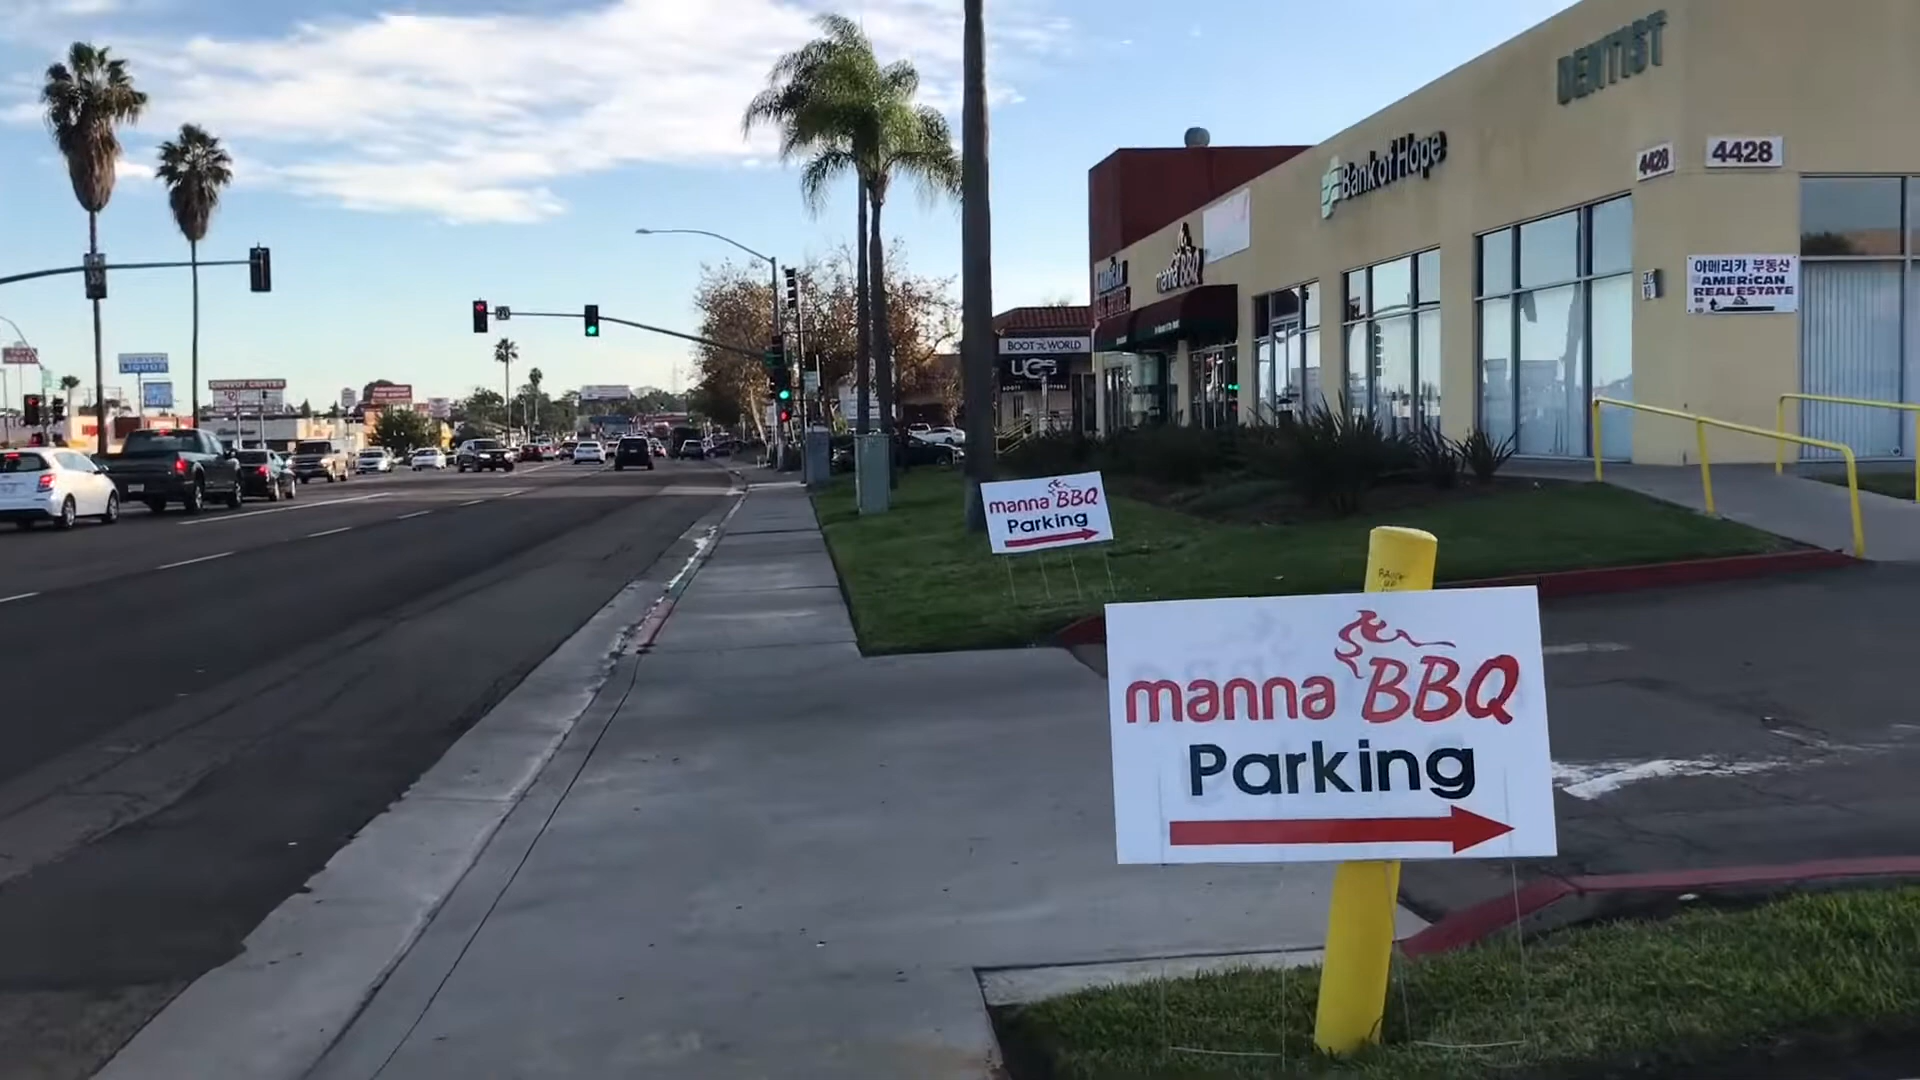 DENTIST
Bank of Hope
4428
4428
manna BBQ
아메리카 부동산
AMERICAN
REAL ESTATE
BOOT WORLD
UGG
CONVOY
LIQUOR
CONVOY CENTER
manna BBQ
Parking
manna BBQ
Parking